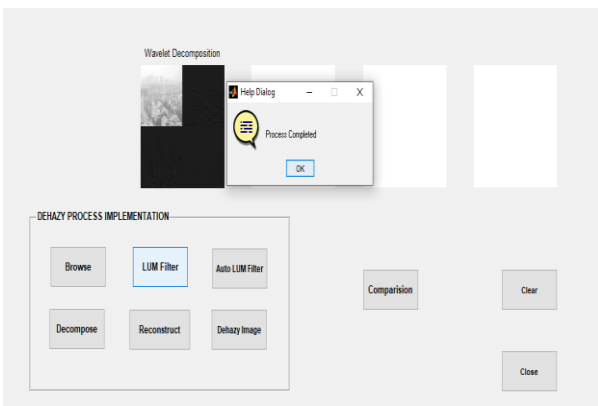 Wavelet Decomposition
Help Dialog
Process Completed
OK
DEHAZY PROCESS IMPLEMENTATION
Browse
LUM Filter
Auto LUM Filter
Comparision
Clear
Decompose
Reconstruct
Dehazy Image
Close